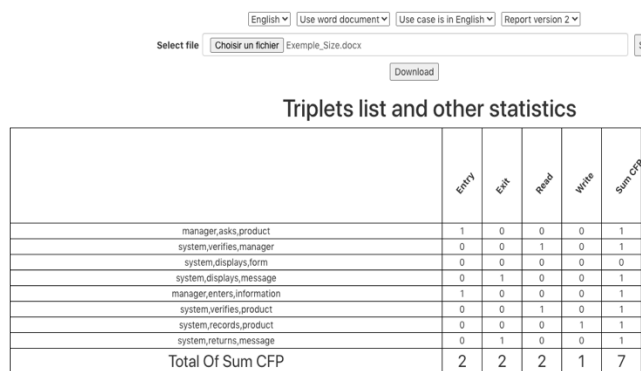 English Use word document Use case is in English Report version 2
Select file Choisir un fichier Exemple_Size.docx
Download
Triplets list and other statistics
Entry Exit Read Write Sum CFP
manager,asks,product 1 0 0 0 1
system,verifies,manager 0 0 1 0 1
system,displays,form 0 0 0 0 0
system,displays,message 0 1 0 0 1
manager,enters,information 1 0 0 0 1
system,verifies,product 0 0 1 0 1
system,records,product 0 0 0 1 1
system,returns,message 0 1 0 0 1
Total Of Sum CFP 2 2 2 1 7